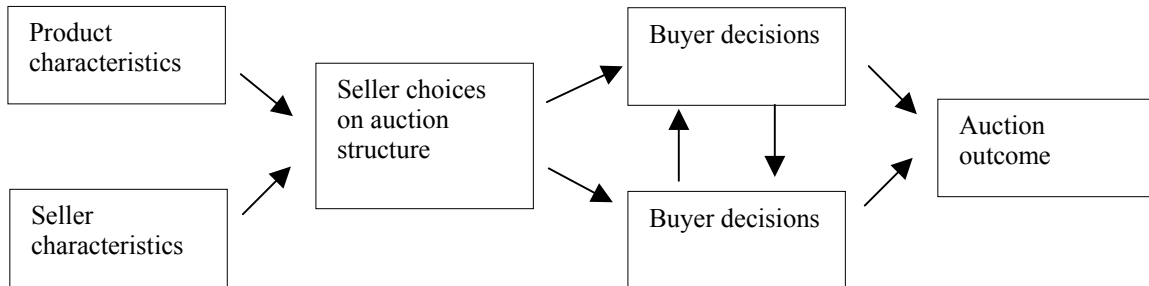 Product
characteristics
Seller
characteristics
Seller choices
on auction
structure
Buyer decisions
Buyer decisions
Auction
outcome